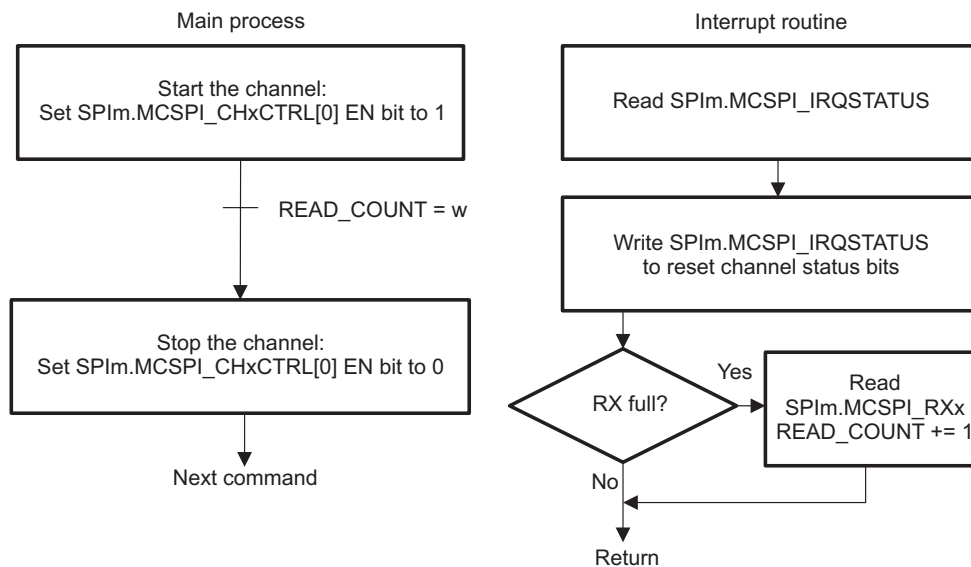 Main process
Start the channel:
Set SPIm.MCSPI_CHxCTRL[0] EN bit to 1
READ_COUNT = w
Stop the channel:
Set SPIm.MCSPI_CHxCTRL[0] EN bit to 0
Next command
Interrupt routine
Read SPIm.MCSPI_IRQSTATUS
Write SPIm.MCSPI_IRQSTATUS
to reset channel status bits
RX full?
Yes
Read
SPIm.MCSPI_RXx
READ_COUNT += 1
No
Return